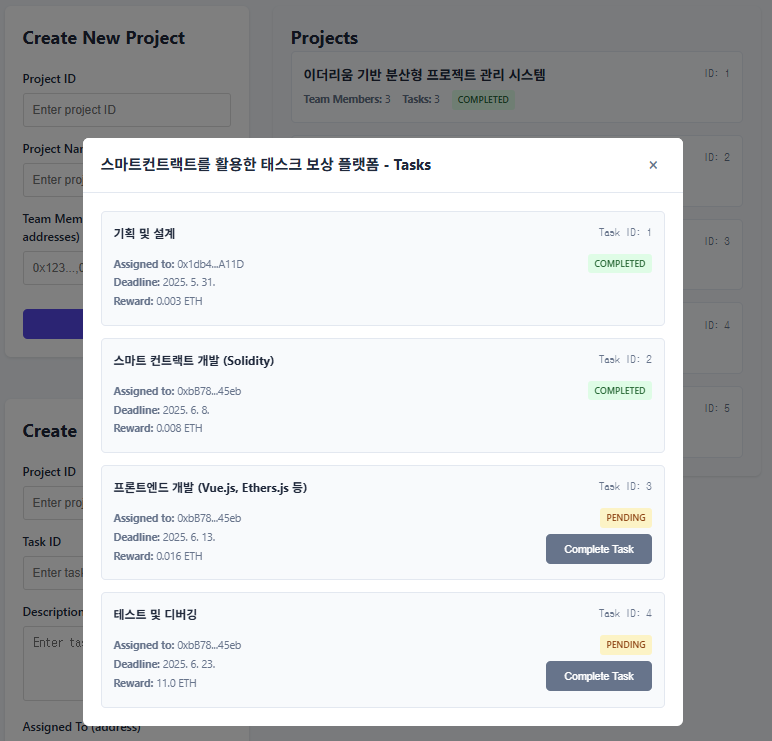 Create New Project
Project ID
Enter project ID
Project Nar
Enter proj
Team Mem
addresses)
0x123...,0
Projects
이더리움 기반 분산형 프로젝트 관리 시스템
ID: 1
Team Members: 3 Tasks: 3 COMPLETED
ID: 2
ID: 3
ID: 4
ID: 5
스마트컨트랙트를 활용한 태스크 보상 플랫폼 - Tasks
×
기획 및 설계
Task ID: 1
Assigned to: 0x1db4...A11D
COMPLETED
Deadline: 2025. 5. 31.
Reward: 0.003 ETH
스마트 컨트랙트 개발 (Solidity)
Task ID: 2
Assigned to: 0xbB78...45eb
COMPLETED
Deadline: 2025. 6. 8.
Reward: 0.008 ETH
프론트엔드 개발 (Vue.js, Ethers.js 등)
Task ID: 3
Assigned to: 0xbB78...45eb
PENDING
Deadline: 2025. 6. 13.
Reward: 0.016 ETH
Complete Task
테스트 및 디버깅
Task ID: 4
Assigned to: 0xbB78...45eb
PENDING
Deadline: 2025. 6. 23.
Reward: 11.0 ETH
Complete Task
Create
Project ID
Enter proj
Task ID
Enter task
Description
Enter tas
Assigned To (address)